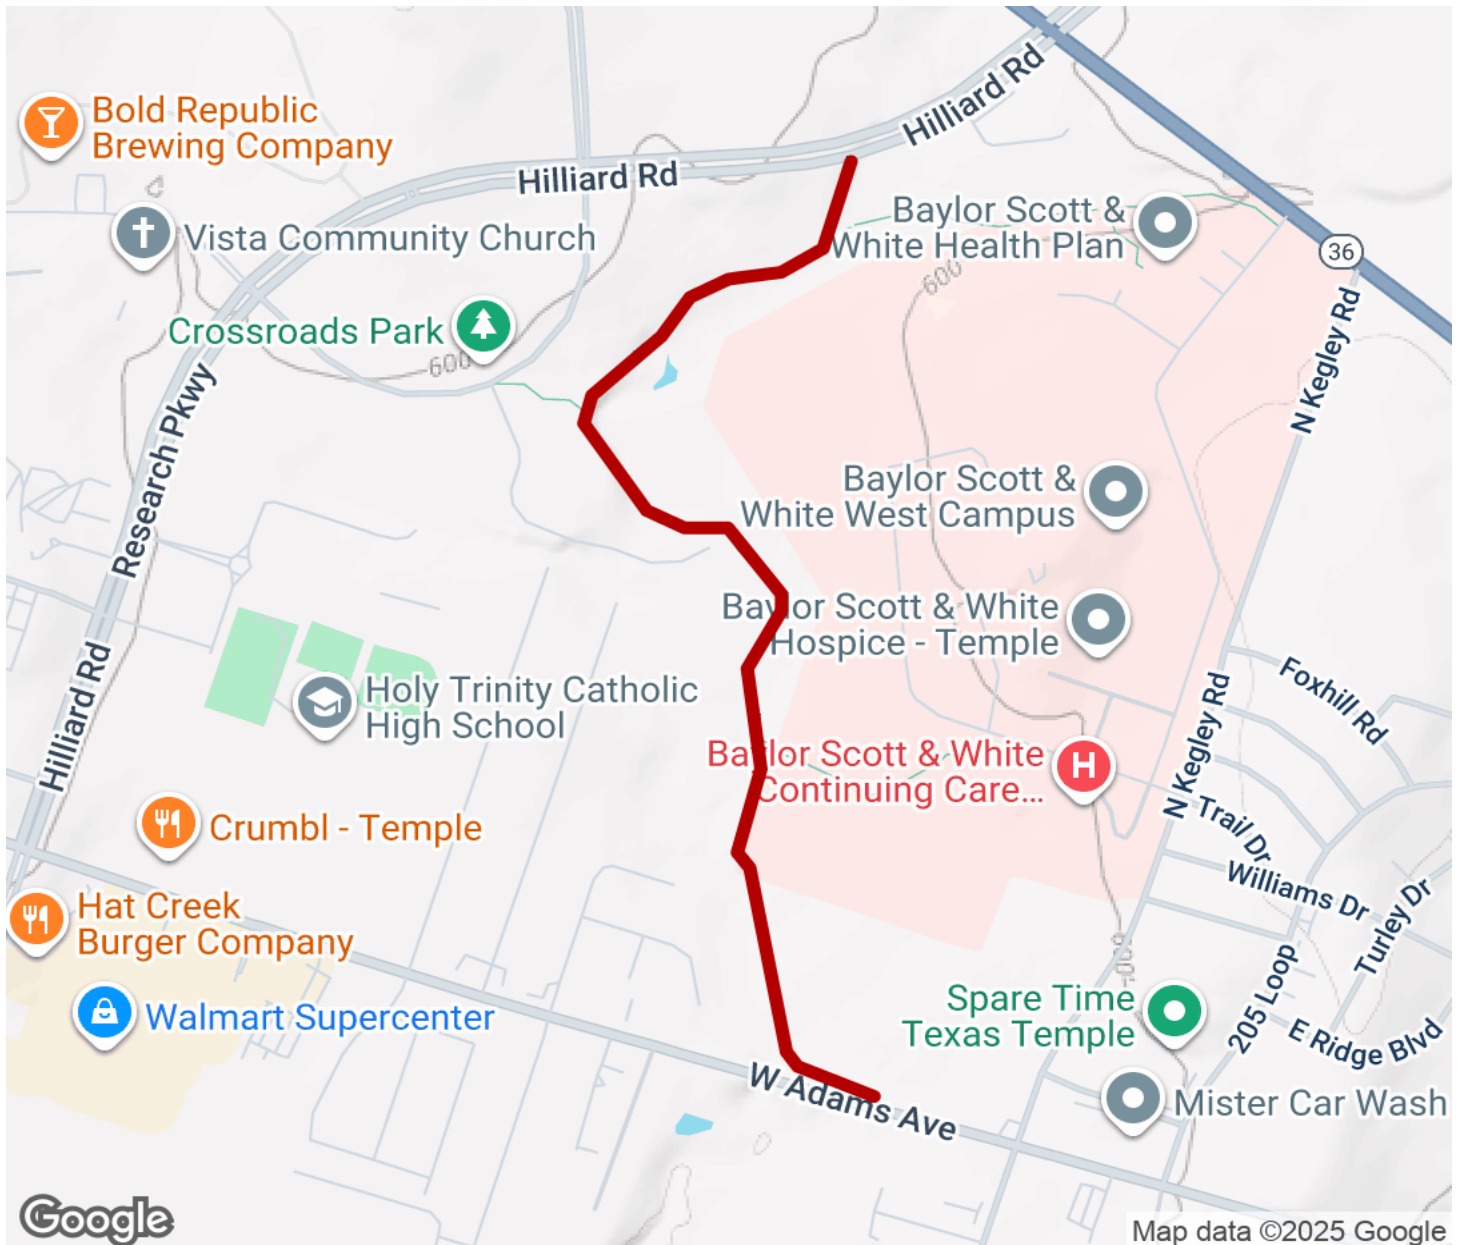 Bold Republic
Brewing Company
Hilliard Rd
Hilliard Rd
Vista Community Church
Baylor Scott &
White Health Plan
36
600
Crossroads Park
600
N Kegley Rd
Research Pkwy
Baylor Scott &
White West Campus
Baylor Scott & White
Hospice - Temple
Hilliard Rd
Holy Trinity Catholic
High School
Foxhill Rd
N Kegley Rd
Baylor Scott & White
Continuing Care...
H
Crumbl - Temple
Trail Dr
Williams Dr
Turley Dr
Hat Creek
Burger Company
600
205 Loop
Walmart Supercenter
Spare Time
Texas Temple
E Ridge Blvd
W Adams Ave
Mister Car Wash
Google
Map data ©2025 Google